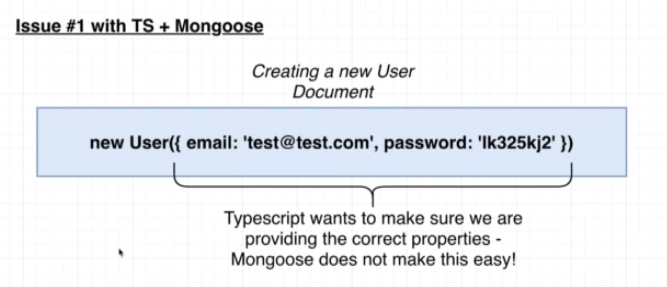 Issue #1 with TS + Mongoose
Creating a new User
Document
new User({ email: 'test@test.com', password: 'lk325kj2' })
Typescript wants to make sure we are
providing the correct properties -
Mongoose does not make this easy!